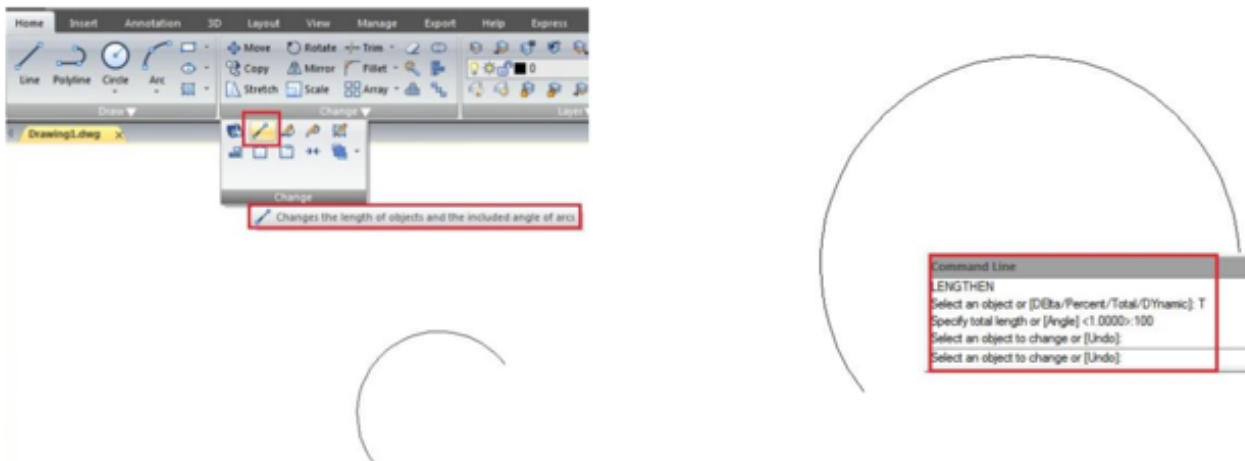 Home Insert Annotation 3D Layout View Manage Export Help Express
Move Rotate Trim
Copy Mirror Fillet
Line Polyline Circle Arc
Stretch Scale Array
0
Draw Change Layer
Drawing1.dwg x
Change
Changes the length of objects and the included angle of arcs
Command Line
LENGTHEN
Select an object or [DElta/Percent/Total/DYnamic]: T
Specify total length or [Angle] <1.0000>:100
Select an object to change or [Undo]:
Select an object to change or [Undo]: